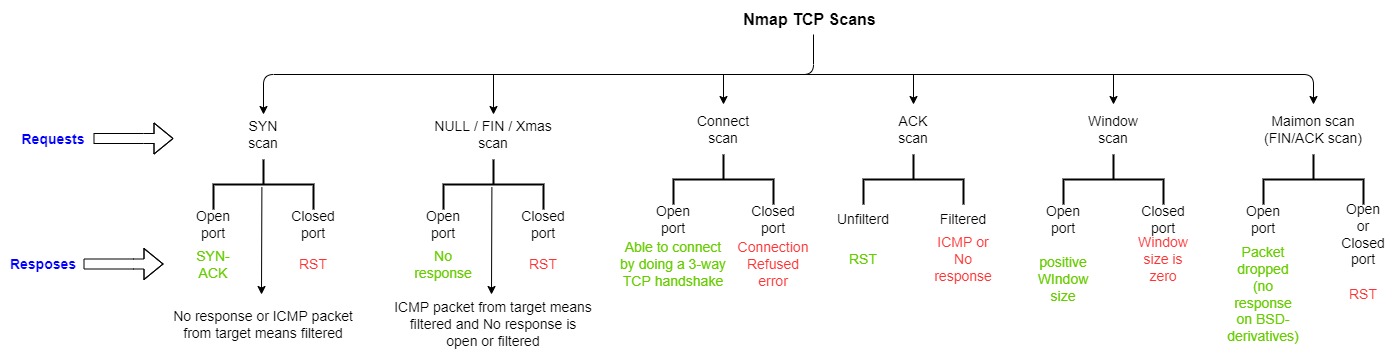 Nmap TCP Scans
Requests
SYN
scan
NULL / FIN / Xmas
scan
Connect
scan
ACK
scan
Window
scan
Maimon scan
(FIN/ACK scan)
Resposes
Open
port
SYN-
ACK
Closed
port
RST
No response or ICMP packet
from target means filtered
Open
port
No
response
Closed
port
RST
ICMP packet from target means
filtered and No response is
open or filtered
Open
port
Able to connect
by doing a 3-way
TCP handshake
Closed
port
Connection
Refused
error
Unfilterd
RST
Filtered
ICMP or
No
response
Open
port
positive
WIndow
size
Closed
port
Window
size is
zero
Open
port
Packet
dropped
(no
response
on BSD-
derivatives)
Open
or
Closed
port
RST